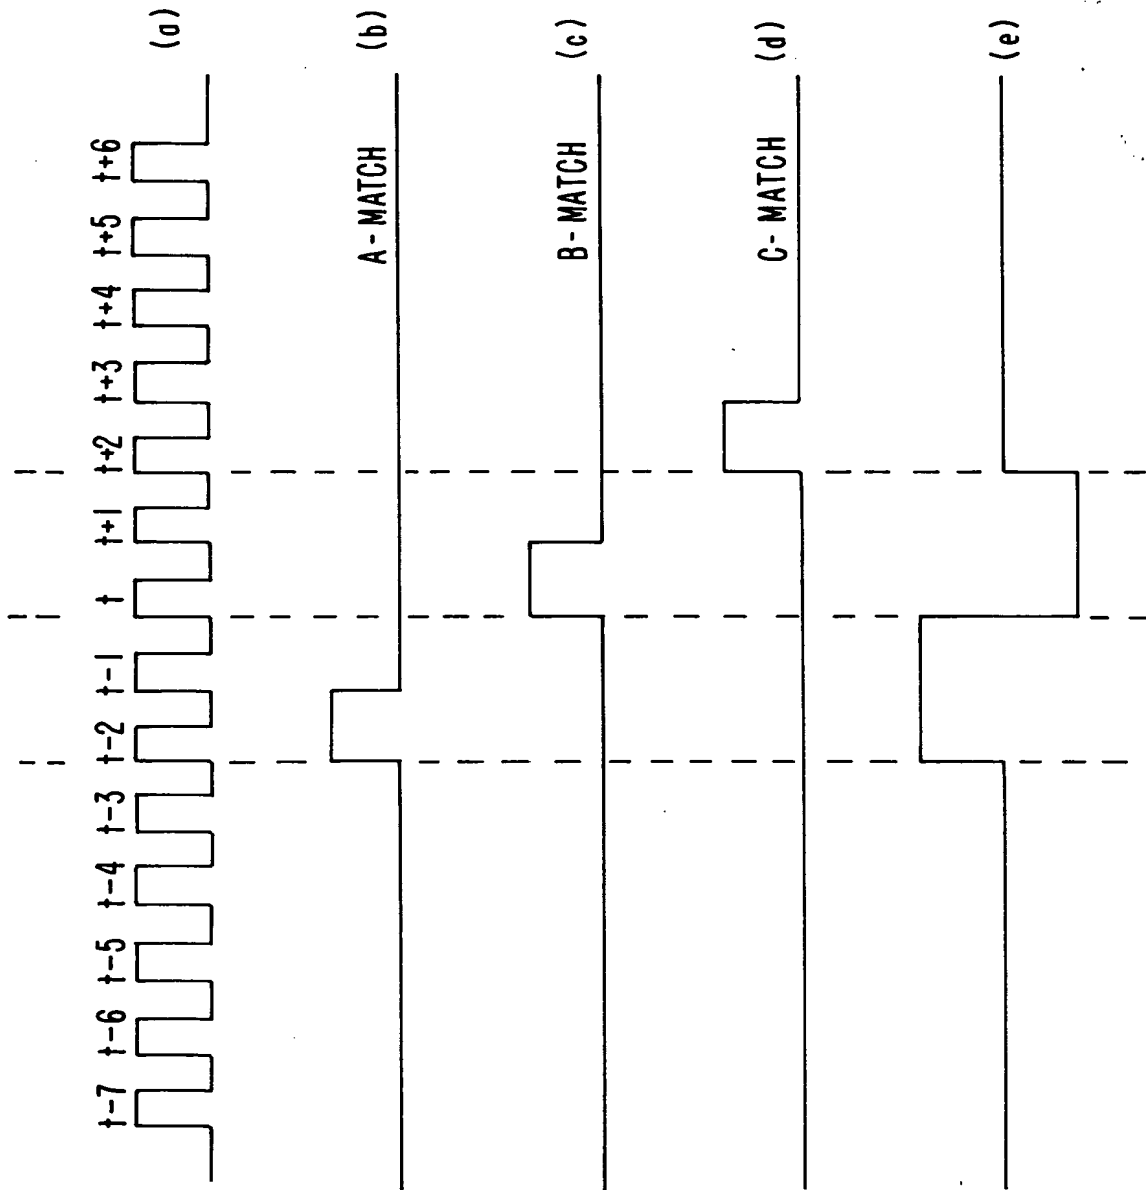 t-7 t-6 t-5 t-4 t-3 t-2 t-1 t t+1 t+2 t+3 t+4 t+5 t+6 (a)
A-MATCH (b)
B-MATCH (c)
C-MATCH (d)
(e)